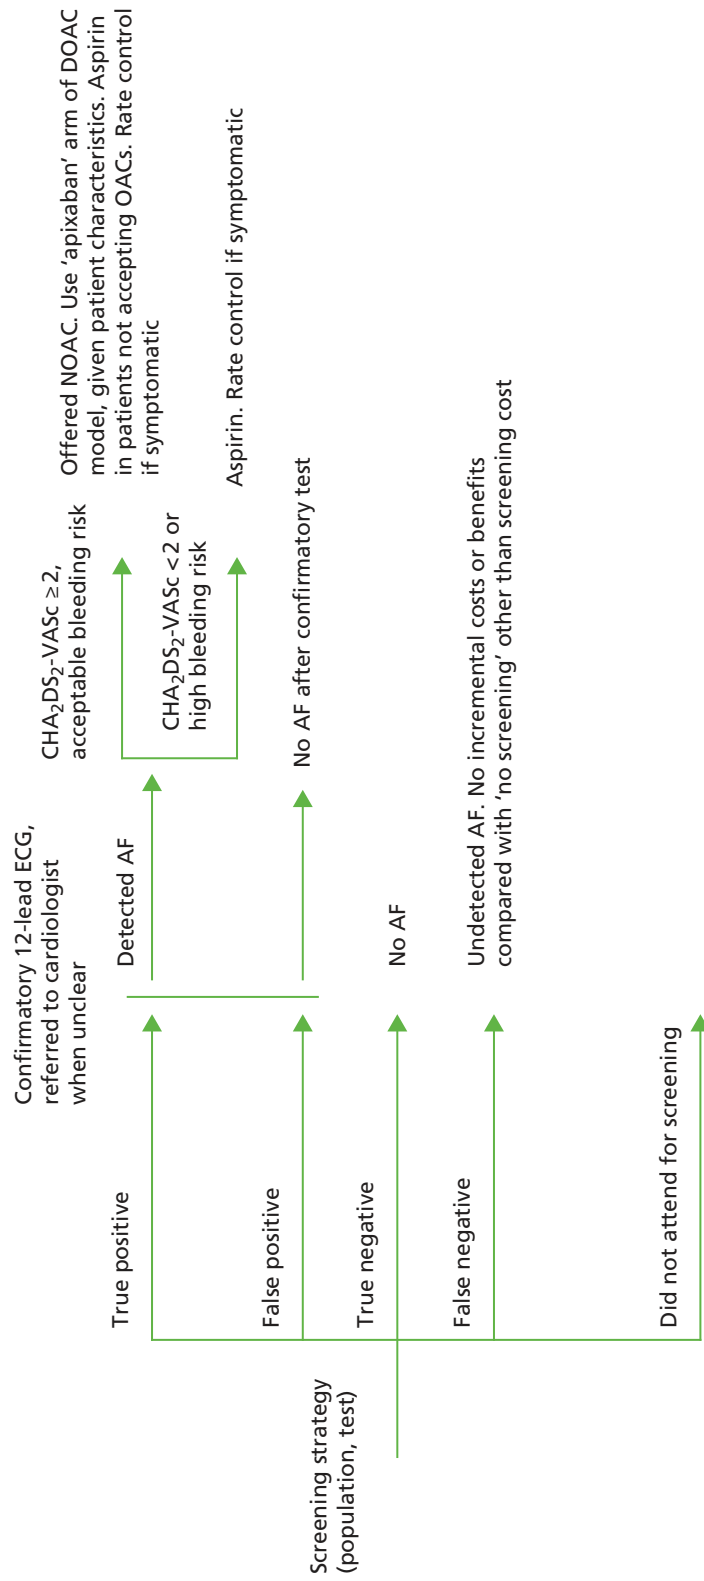 Screening strategy
(population, test)
True positive
False positive
True negative
False negative
Did not attend for screening
Confirmatory 12-lead ECG,
referred to cardiologist
when unclear
Detected AF
No AF after confirmatory test
No AF
Undetected AF. No incremental costs or benefits
compared with ‘no screening’ other than screening cost
CHA₂DS₂-VASc ≥2,
acceptable bleeding risk
CHA₂DS₂-VASc <2 or
high bleeding risk
Offered NOAC. Use ‘apixaban’ arm of DOAC
model, given patient characteristics. Aspirin
in patients not accepting OACs. Rate control
if symptomatic
Aspirin. Rate control if symptomatic